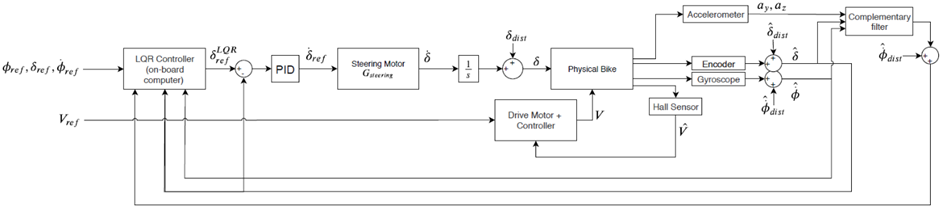 a_y, a_z
Accelerometer
Complementary
filter
δ_dist
δ̂_dist
ϕ_ref, δ_ref, ϕ̇_ref
LQR Controller
(on-board
computer)
δ_ref^LQR
+
-
PID
δ̇_ref
Steering Motor
G_steering
δ̇
1
s
+
+
δ
Physical Bike
Encoder
Gyroscope
+
+
+
+
δ̂
ϕ̇̂
ϕ̇̂_dist
ϕ̂_dist
+
+
Hall Sensor
V_ref
Drive Motor +
Controller
V
V̂